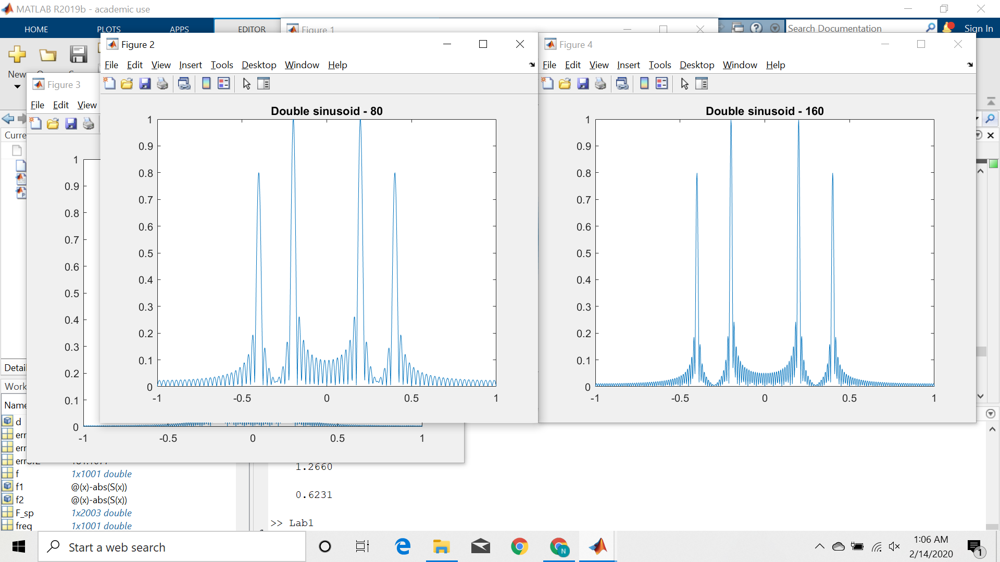 MATLAB R2019b - academic use
HOME PLOTS APPS EDITOR
Search Documentation
Sign In
New
Figure 1
Figure 2
File Edit View Insert Tools Desktop Window Help
Double sinusoid - 80
1
0.9
0.8
0.7
0.6
0.5
0.4
0.3
0.2
0.1
0
-1 -0.5 0 0.5 1
Figure 4
File Edit View Insert Tools Desktop Window Help
Double sinusoid - 160
1
0.9
0.8
0.7
0.6
0.5
0.4
0.3
0.2
0.1
0
-1 -0.5 0 0.5 1
Figure 3
File Edit View
1
0.9
0.8
0.7
0.6
0.5
0.4
0.3
0.2
0.1
0
-1 -0.5 0 0.5 1
Curre
Detail
Work
Name
d
err
err
f 1x1001 double
f1 @(x)-abs(S(x))
f2 @(x)-abs(S(x))
F_sp 1x2003 double
freq 1x1001 double
1.2660
0.6231
>> Lab1
Start a web search
N
1:06 AM
2/14/2020
1